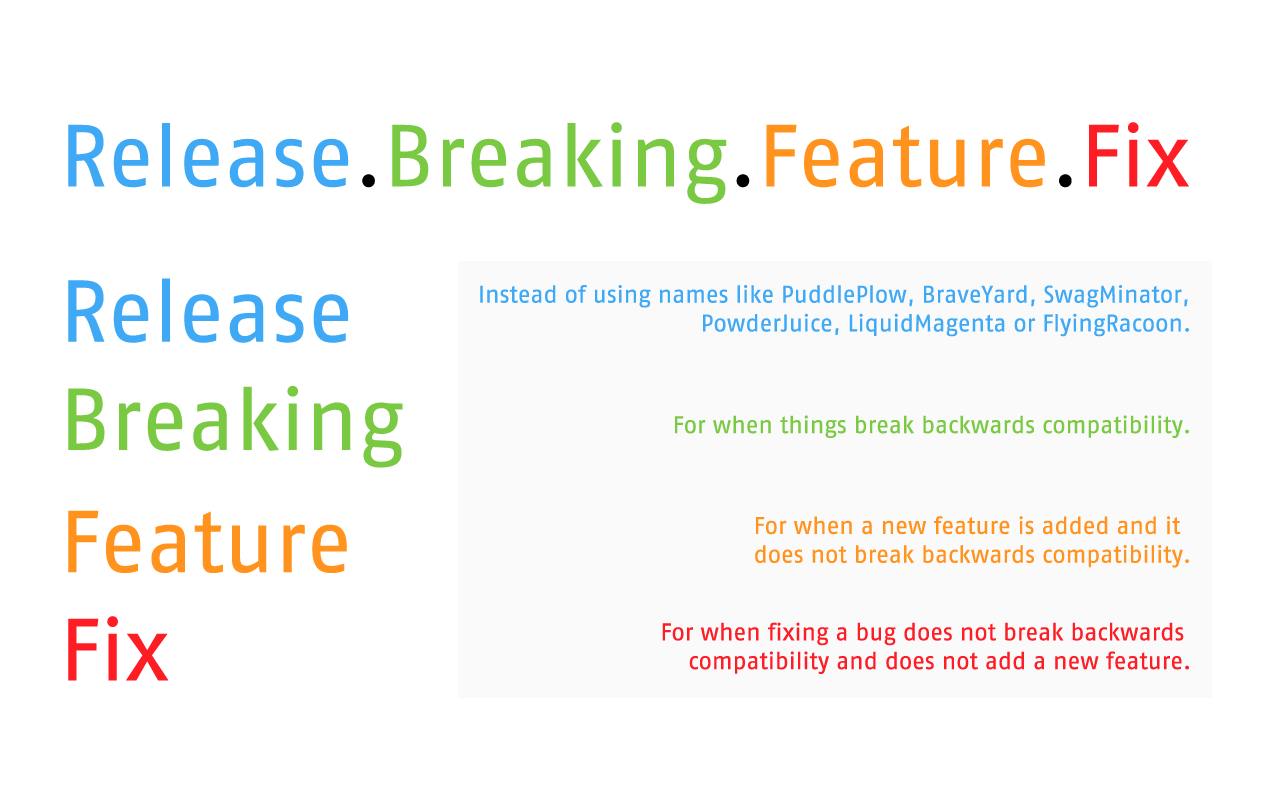 Release.Breaking.Feature.Fix
Release
Instead of using names like PuddlePlow, BraveYard, SwagMinator,
PowderJuice, LiquidMagenta or FlyingRacoon.
Breaking
For when things break backwards compatibility.
Feature
For when a new feature is added and it
does not break backwards compatibility.
Fix
For when fixing a bug does not break backwards
compatibility and does not add a new feature.